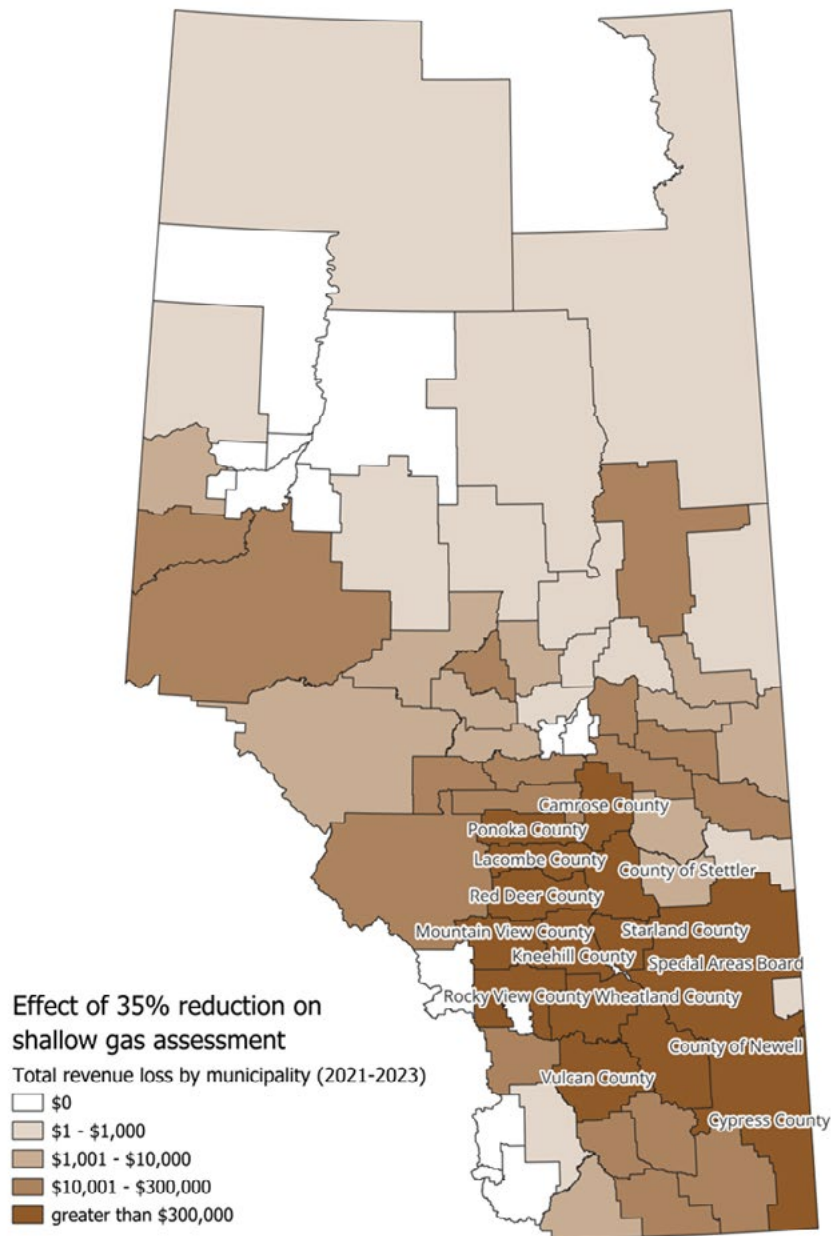 Camrose County
Ponoka County
Lacombe County
County of Stettler
Red Deer County
Mountain View County
Starland County
Kneehill County
Special Areas Board
Rocky View County
Wheatland County
County of Newell
Vulcan County
Cypress County
Effect of 35% reduction on
shallow gas assessment
Total revenue loss by municipality (2021-2023)
$0
$1 - $1,000
$1,001 - $10,000
$10,001 - $300,000
greater than $300,000